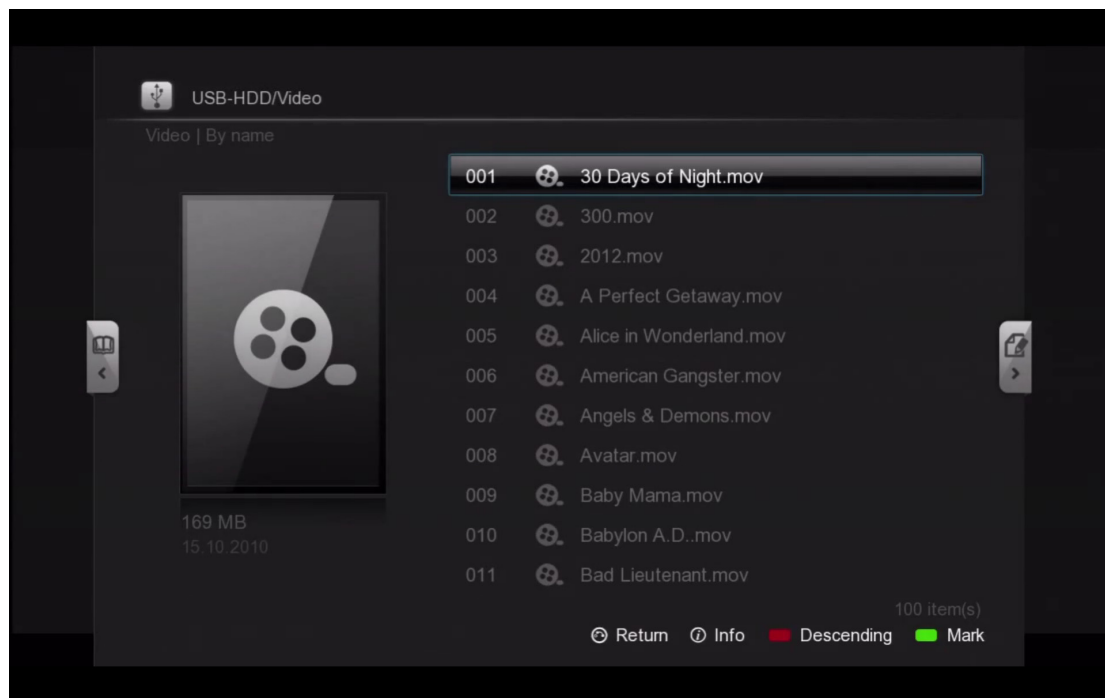 USB-HDD/Video
Video | By name
001 30 Days of Night.mov
002 300.mov
003 2012.mov
004 A Perfect Getaway.mov
005 Alice in Wonderland.mov
006 American Gangster.mov
007 Angels & Demons.mov
008 Avatar.mov
009 Baby Mama.mov
010 Babylon A.D..mov
011 Bad Lieutenant.mov
169 MB
15.10.2010
100 item(s)
Return Info Descending Mark